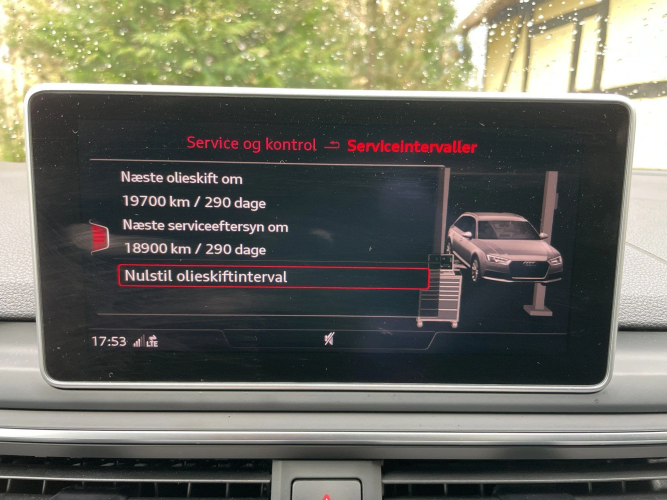 Service og kontrol Serviceintervaller
Næste olieskift om
19700 km / 290 dage
Næste serviceeftersyn om
18900 km / 290 dage
Nulstil olieskiftinterval
17:53 LTE